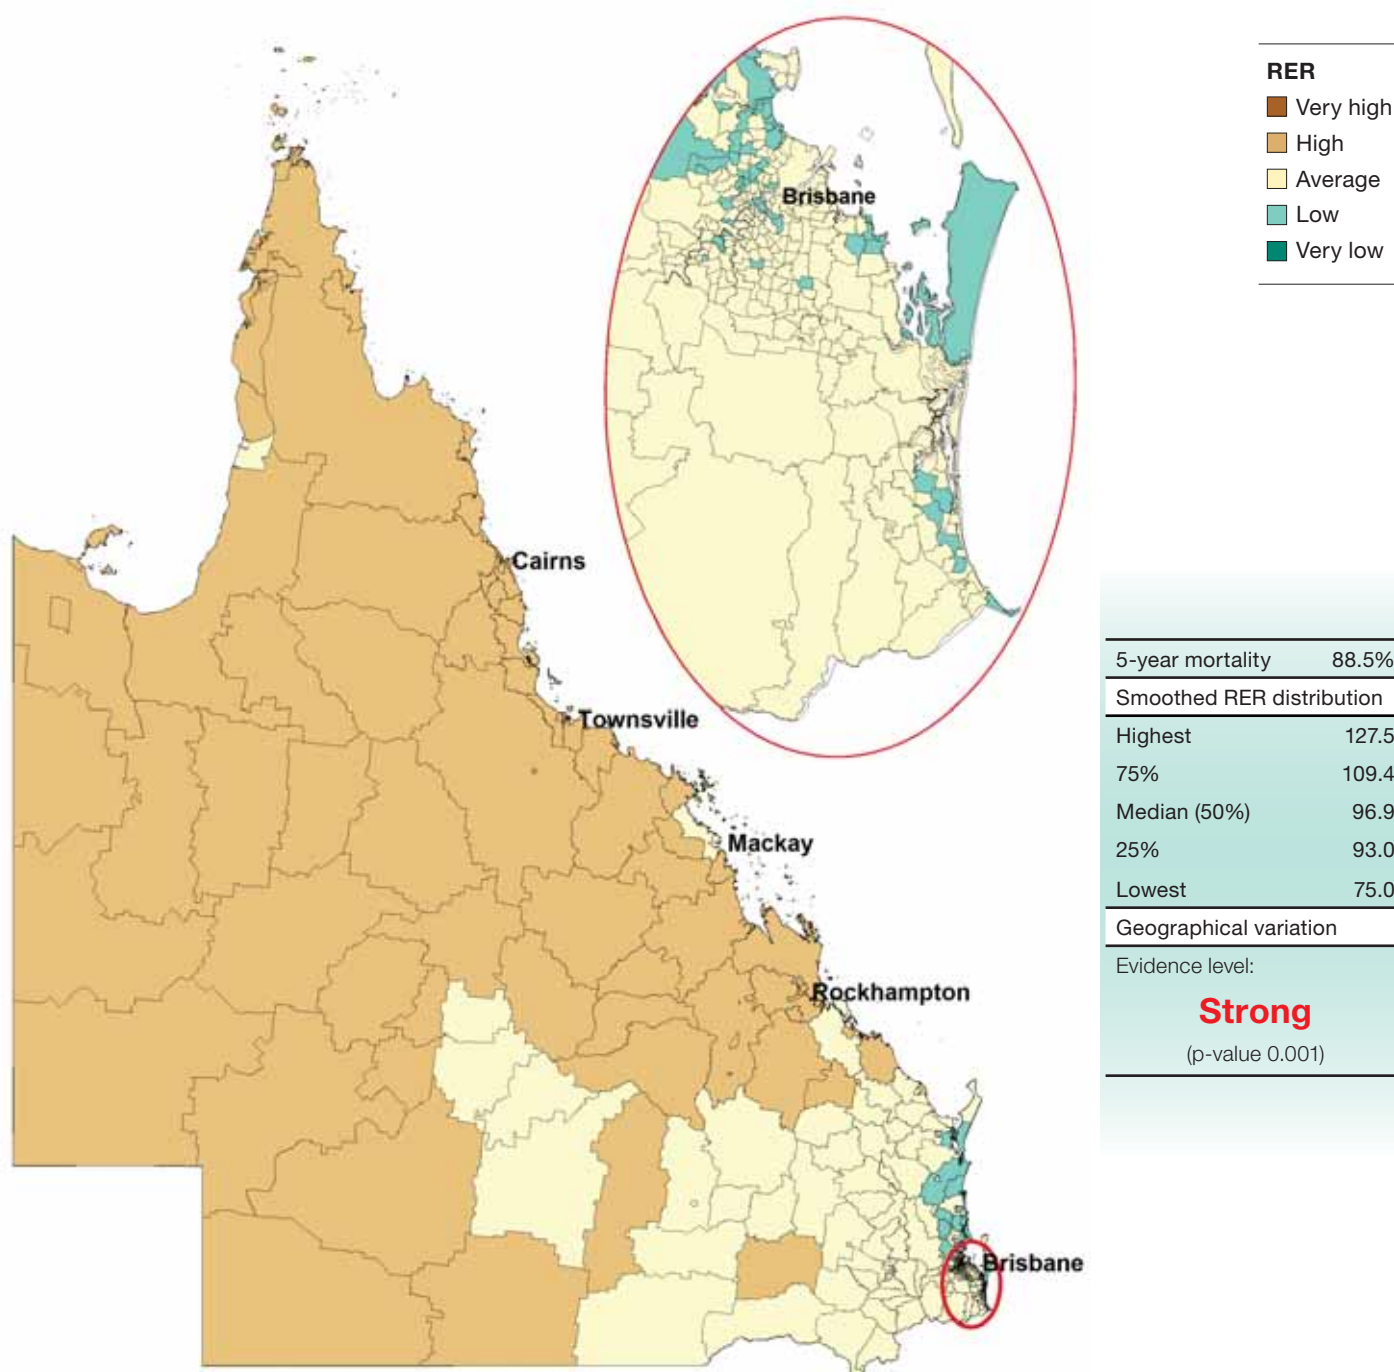 RER
Very high
High
Average
Low
Very low
Brisbane
Cairns
Townsville
Mackay
Rockhampton
Brisbane
5-year mortality 88.5%
Smoothed RER distribution
Highest 127.5
75% 109.4
Median (50%) 96.9
25% 93.0
Lowest 75.0
Geographical variation
Evidence level:
Strong
(p-value 0.001)